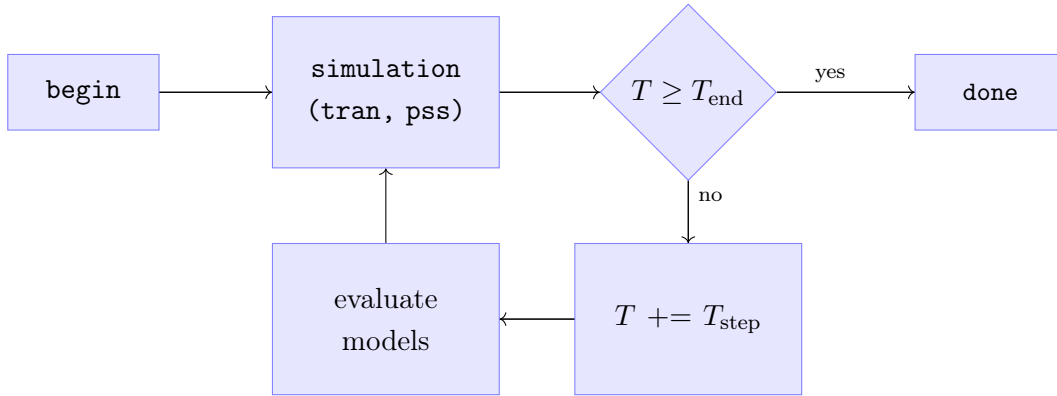 begin
simulation
(tran, pss)
T ≥ T_end
yes
done
no
evaluate
models
T += T_step